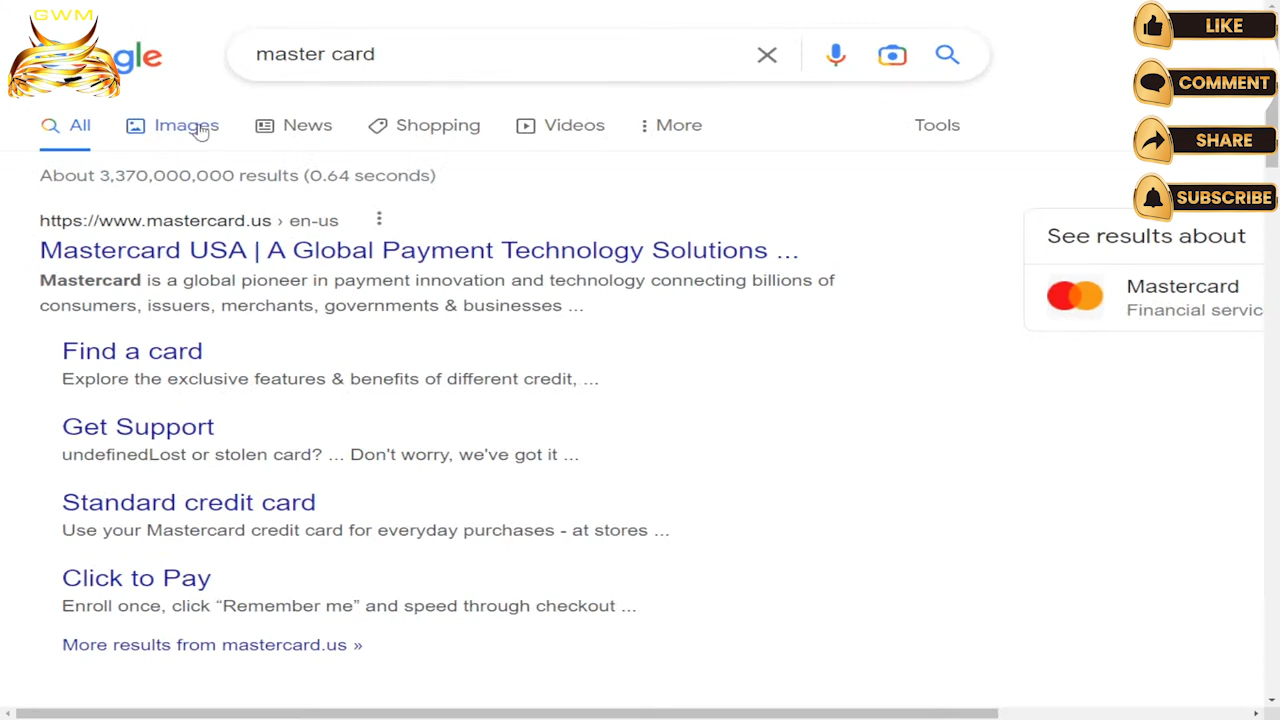 GWM
gle
master card
LIKE
COMMENT
SHARE
SUBSCRIBE
All
Images
News
Shopping
Videos
More
Tools
About 3,370,000,000 results (0.64 seconds)
https://www.mastercard.us › en-us
Mastercard USA | A Global Payment Technology Solutions ...
Mastercard is a global pioneer in payment innovation and technology connecting billions of
consumers, issuers, merchants, governments & businesses ...
Find a card
Explore the exclusive features & benefits of different credit, ...
Get Support
undefinedLost or stolen card? ... Don't worry, we've got it ...
Standard credit card
Use your Mastercard credit card for everyday purchases - at stores ...
Click to Pay
Enroll once, click “Remember me” and speed through checkout ...
More results from mastercard.us »
See results about
Mastercard
Financial servic